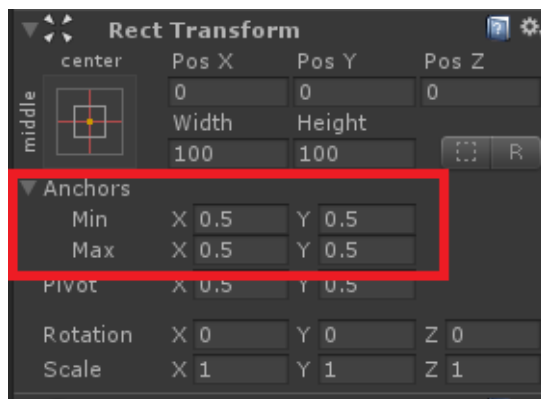 Rect Transform
center Pos X Pos Y Pos Z
0 0 0
middle
Width Height
100 100 R
Anchors
Min X 0.5 Y 0.5
Max X 0.5 Y 0.5
Pivot X 0.5 Y 0.5
Rotation X 0 Y 0 Z 0
Scale X 1 Y 1 Z 1